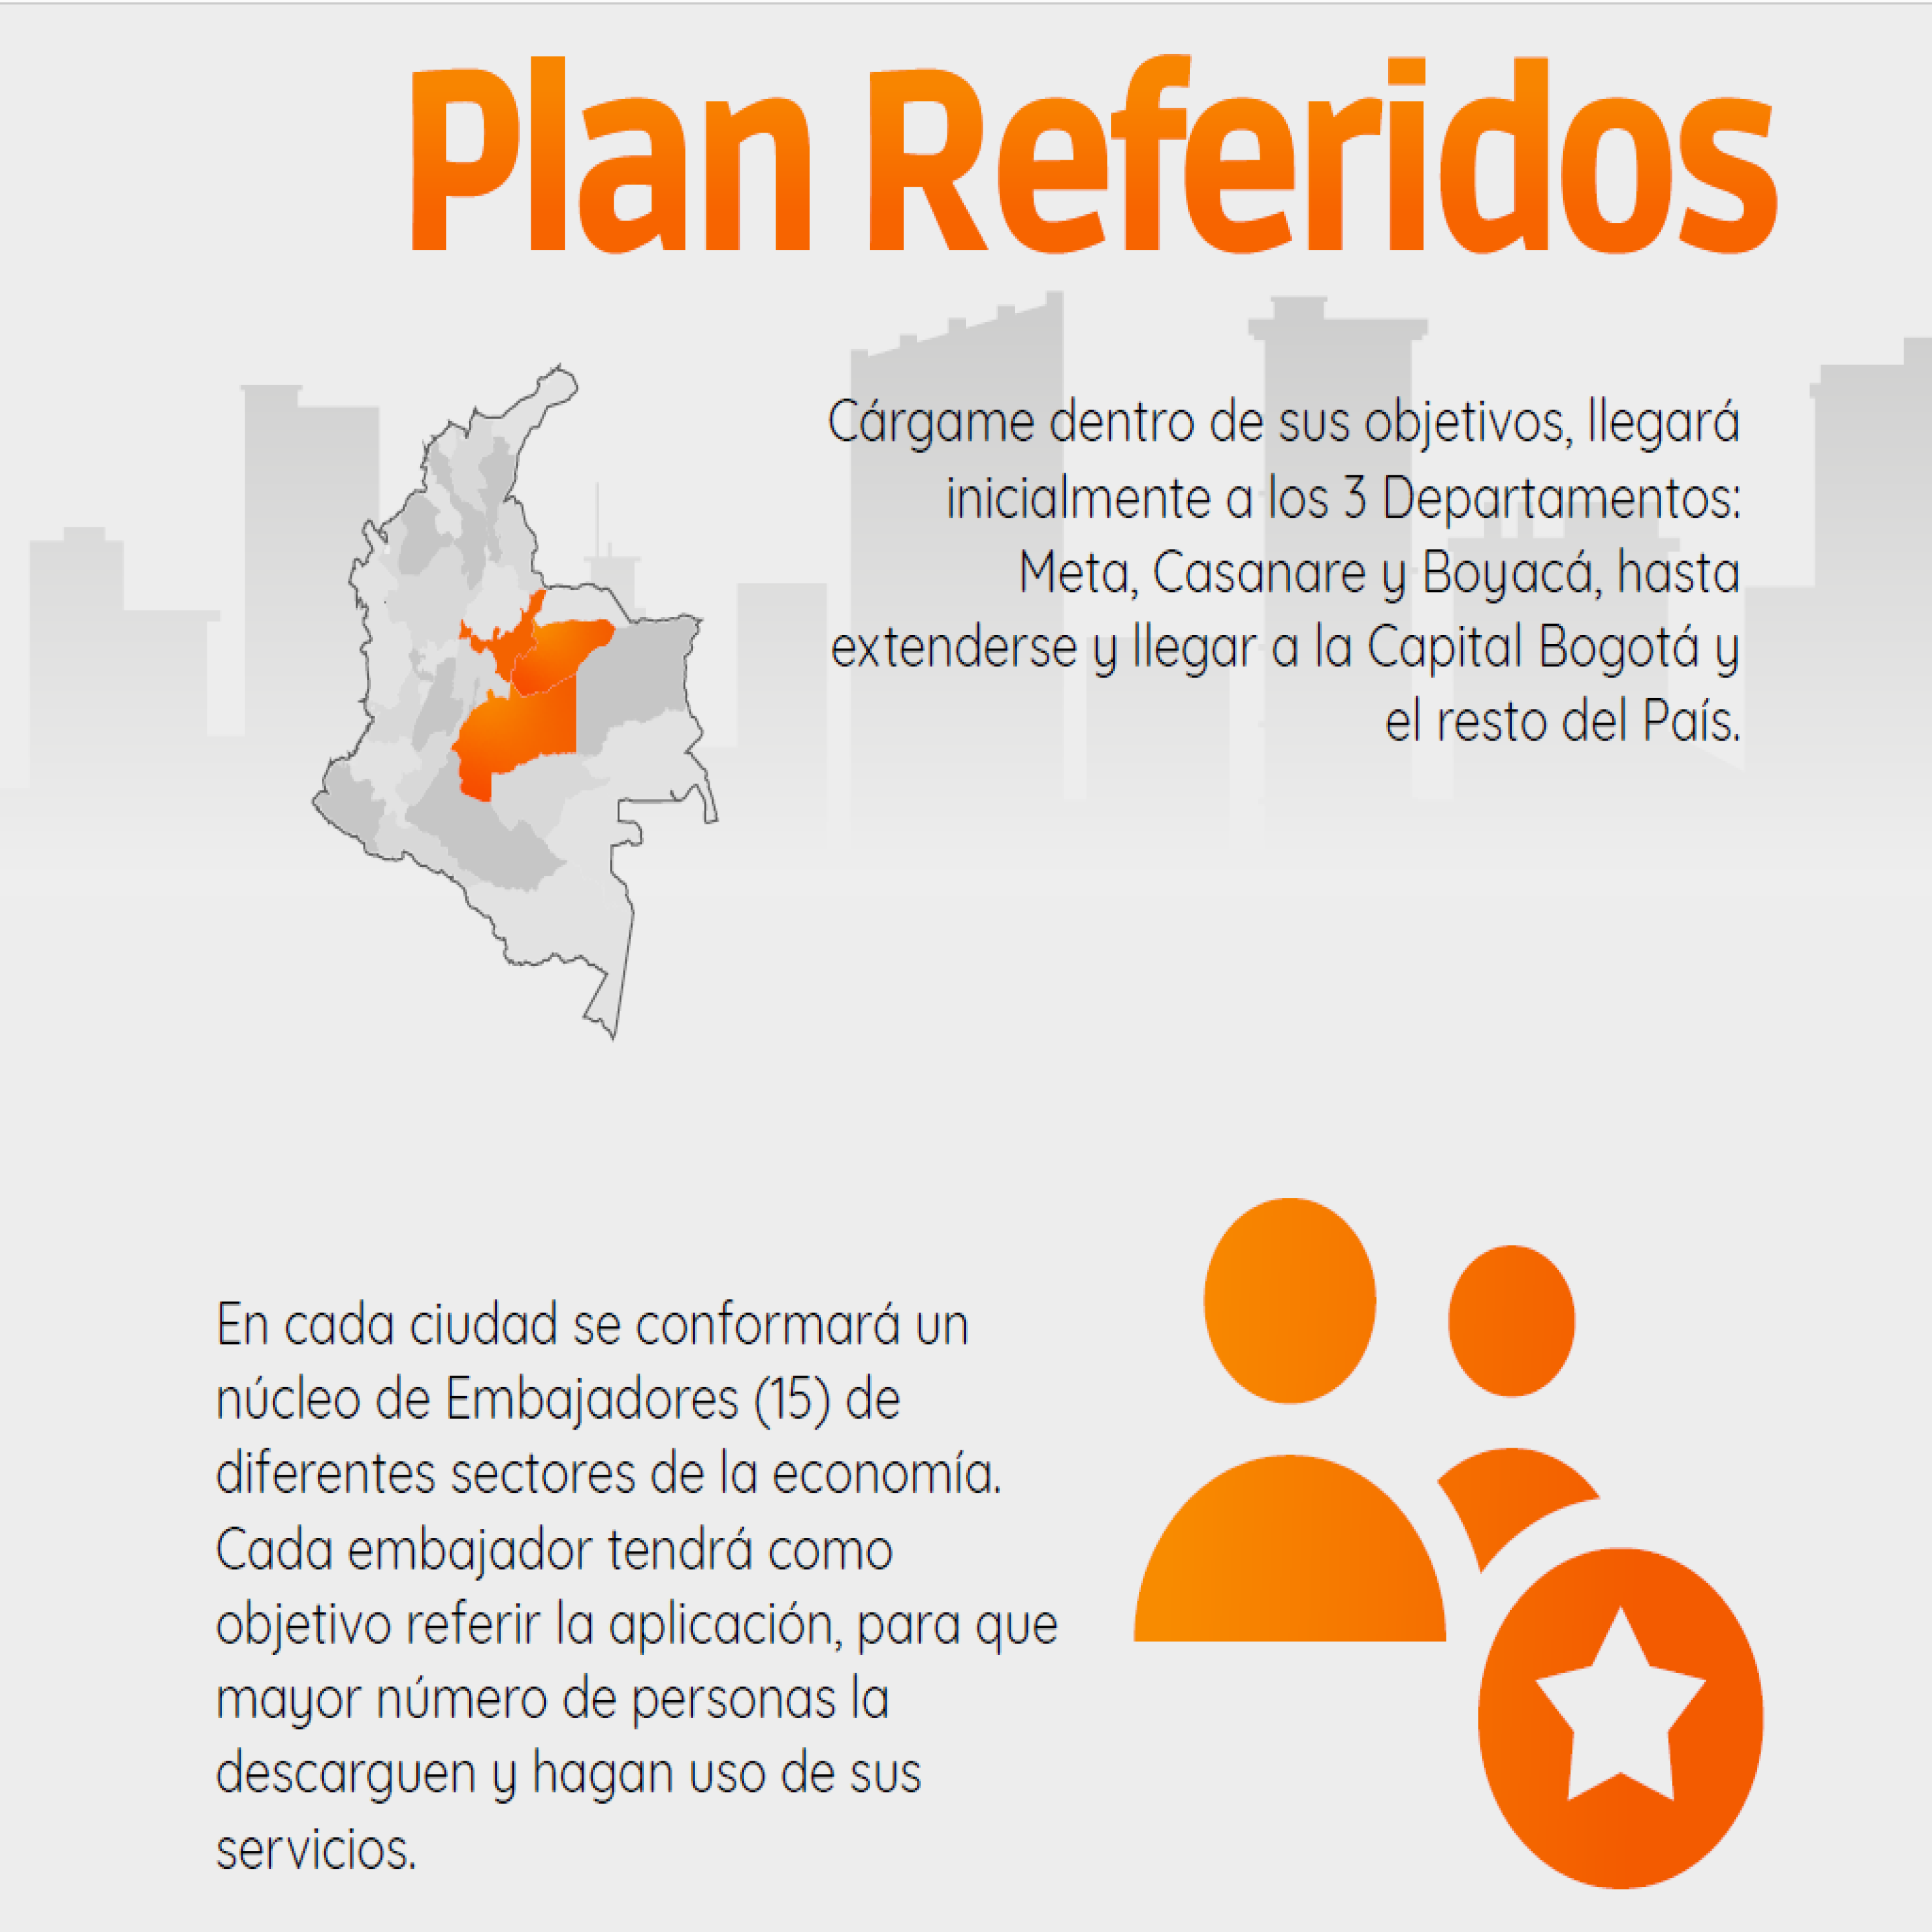 Plan Referidos
Cárgame dentro de sus objetivos, llegará
inicialmente a los 3 Departamentos:
Meta, Casanare y Boyacá, hasta
extenderse y llegar a la Capital Bogotá y
el resto del País.
En cada ciudad se conformará un
núcleo de Embajadores (15) de
diferentes sectores de la economía.
Cada embajador tendrá como
objetivo referir la aplicación, para que
mayor número de personas la
descarguen y hagan uso de sus
servicios.